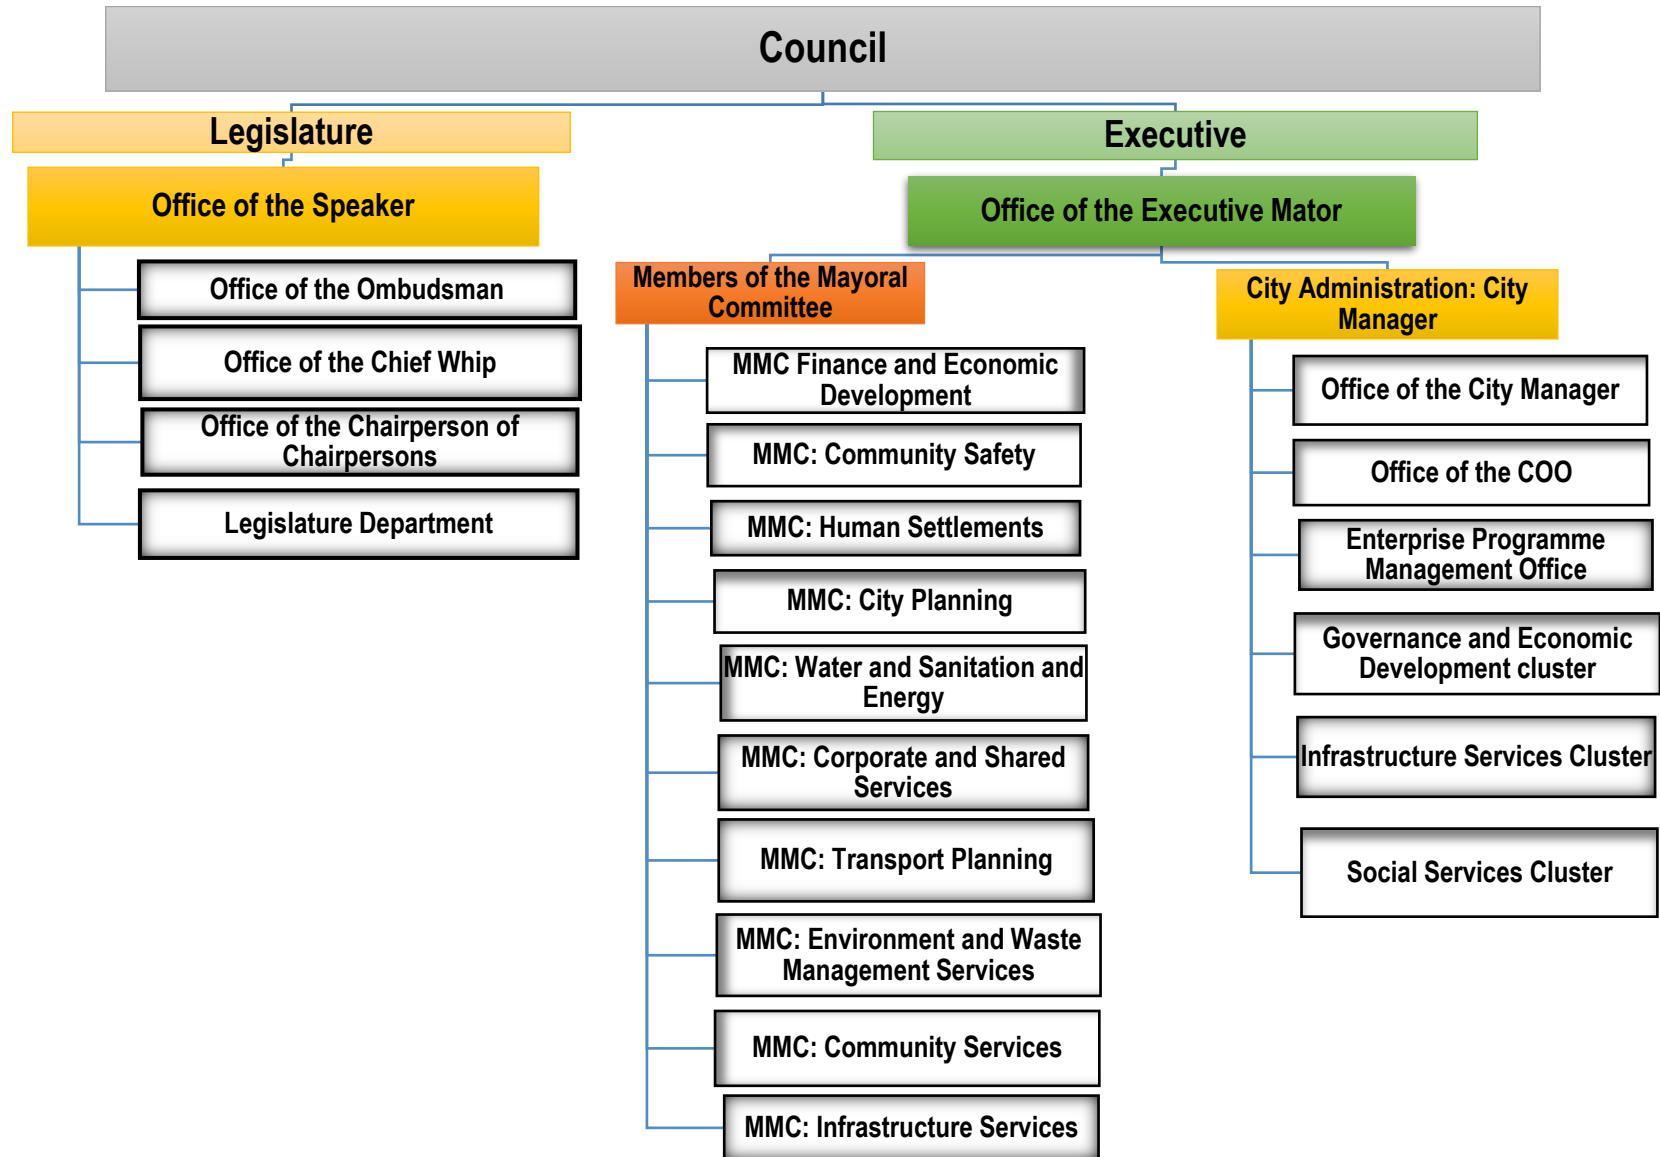 Council
Legislature
Executive
Office of the Speaker
Office of the Executive Mator
Office of the Ombudsman
Office of the Chief Whip
Office of the Chairperson of
Chairpersons
Legislature Department
Members of the Mayoral
Committee
MMC Finance and Economic
Development
MMC: Community Safety
MMC: Human Settlements
MMC: City Planning
MMC: Water and Sanitation and
Energy
MMC: Corporate and Shared
Services
MMC: Transport Planning
MMC: Environment and Waste
Management Services
MMC: Community Services
MMC: Infrastructure Services
City Administration: City
Manager
Office of the City Manager
Office of the COO
Enterprise Programme
Management Office
Governance and Economic
Development cluster
Infrastructure Services Cluster
Social Services Cluster